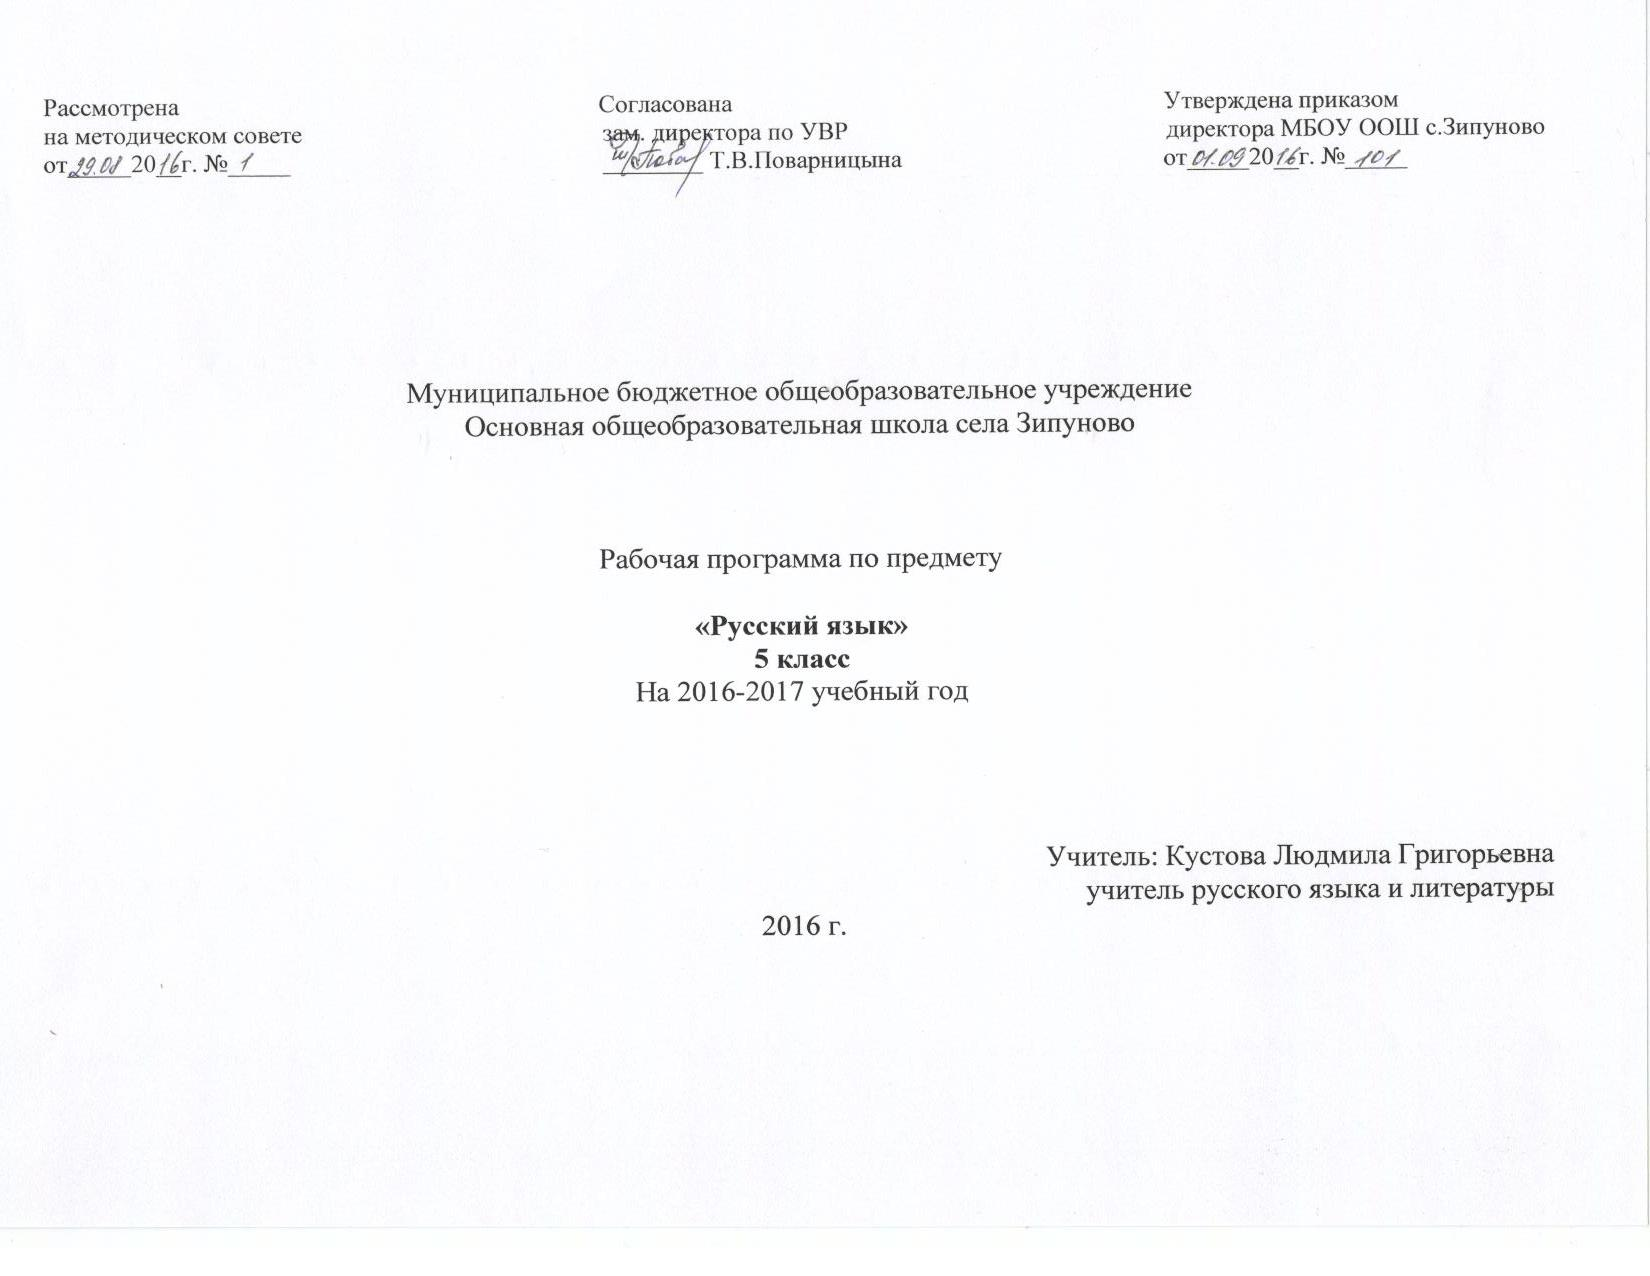 Рассмотрена
на методическом совете
от 29.08 2016г. № 1
Согласована
зам. директора по УВР
Т.В.Поварницына
Утверждена приказом
директора МБОУ ООШ с.Зипуново
от 01.09 2016г. № 101
Муниципальное бюджетное общеобразовательное учреждение
Основная общеобразовательная школа села Зипуново
Рабочая программа по предмету
«Русский язык»
5 класс
На 2016-2017 учебный год
Учитель: Кустова Людмила Григорьевна
учитель русского языка и литературы
2016 г.